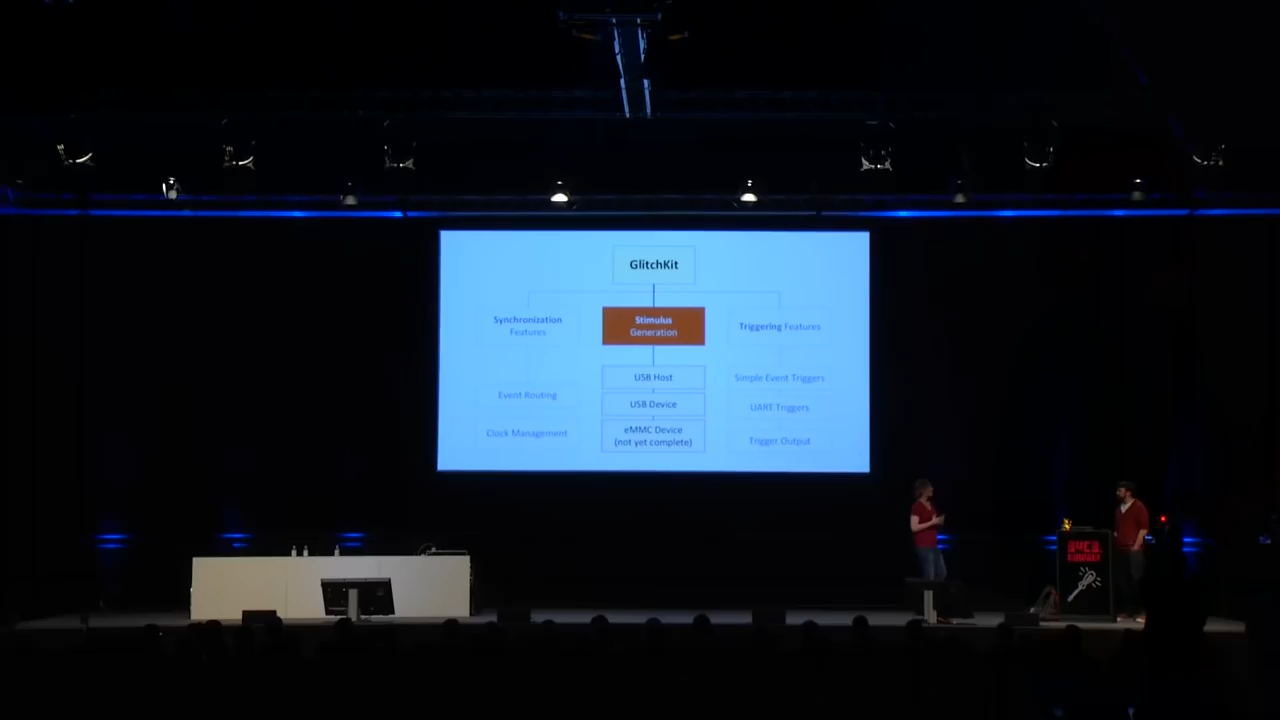 GlitchKit
Synchronization
Features
Stimulus
Generation
Triggering Features
Event Routing
Clock Management
USB Host
USB Device
eMMC Device
(not yet complete)
Simple Event Triggers
UART Triggers
Trigger Output